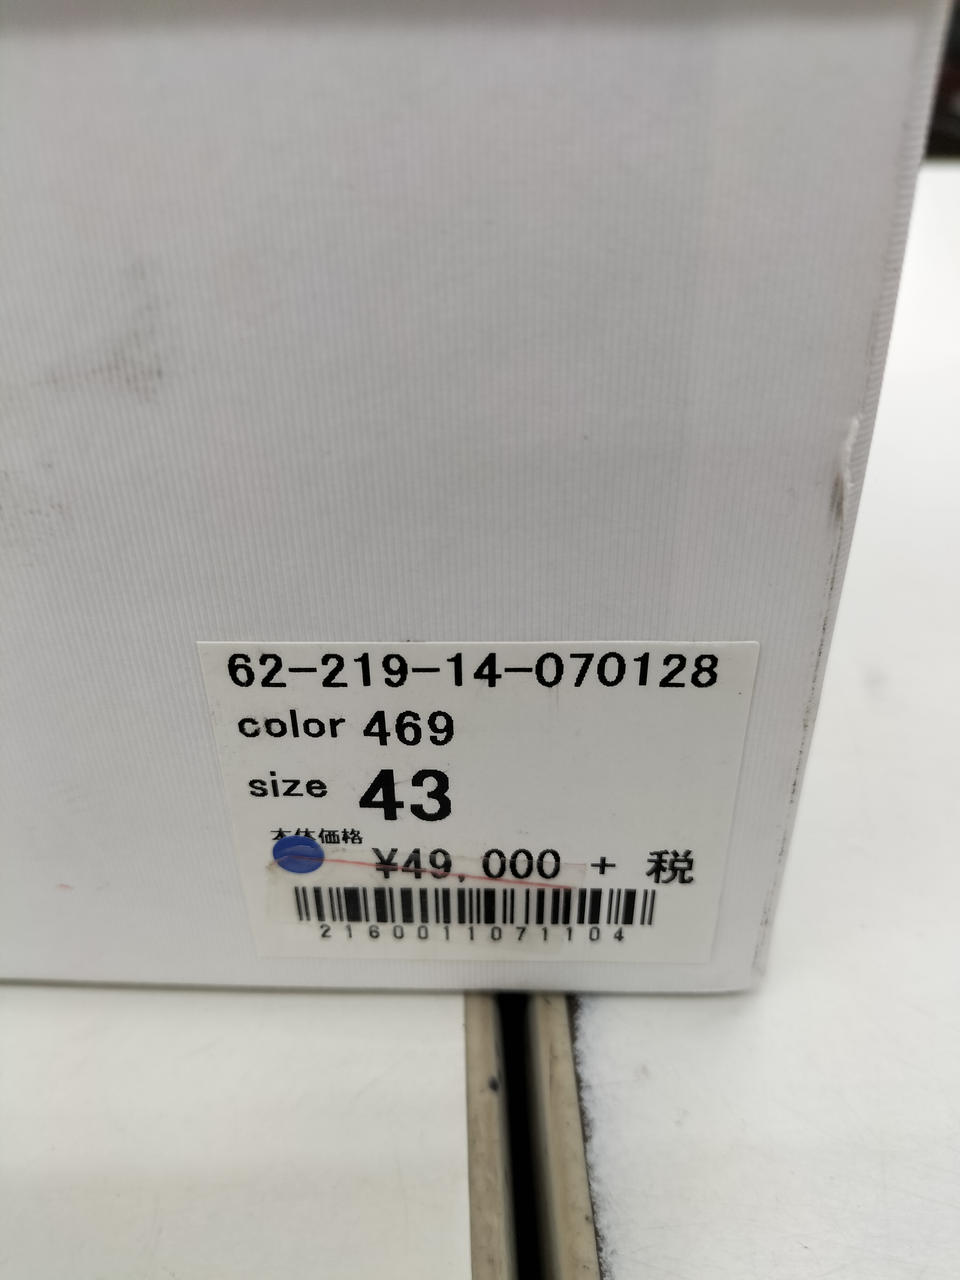 62-219-14-070128
color 469
size 43
本体価格
¥49,000 + 税
2160011071104